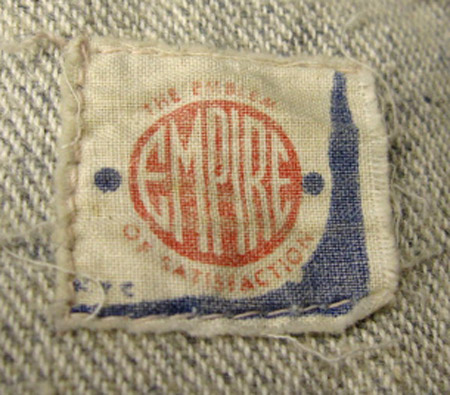 THE EMBLEM
EMPIRE
OF SATISFACTION
NYC